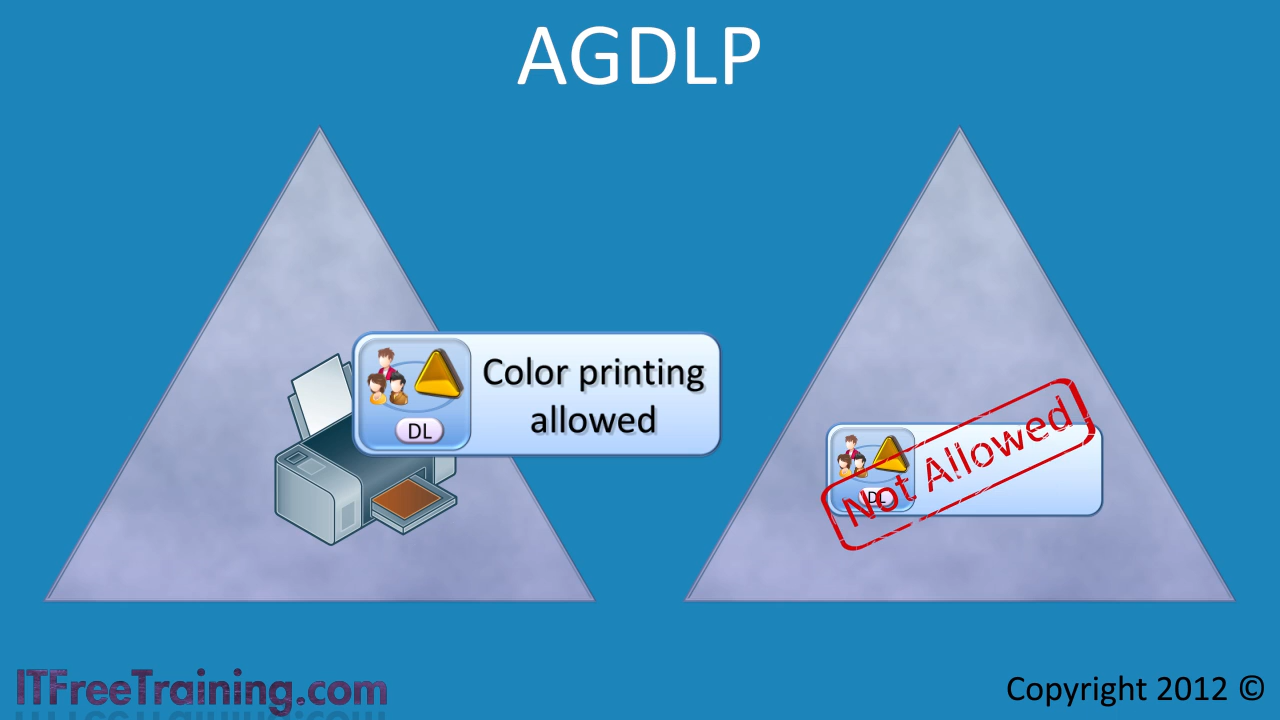 AGDLP
Color printing
allowed
DL
DL
Not Allowed
ITFreeTraining.com
Copyright 2012 ©